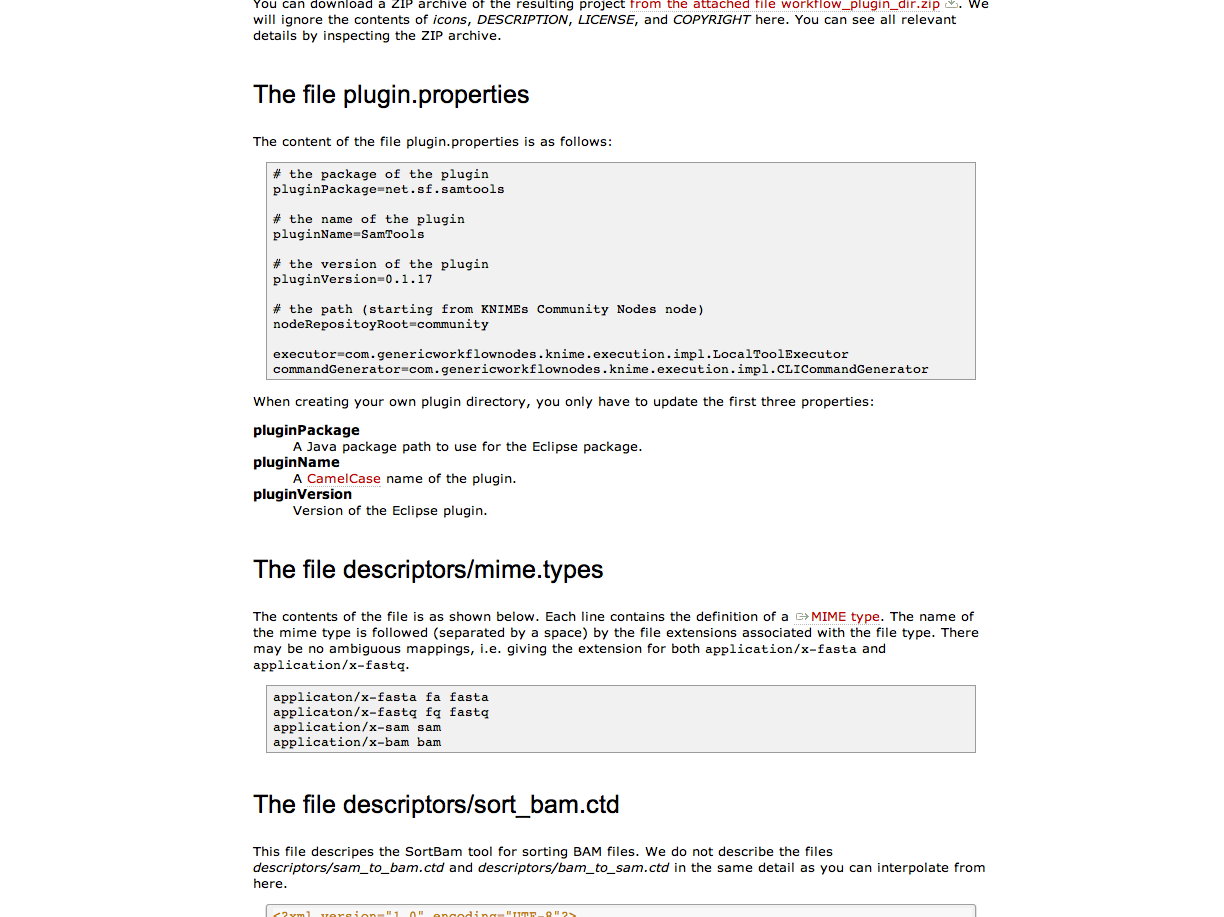 You can download a ZIP archive of the resulting project from the attached file workflow_plugin_dir.zip. We
will ignore the contents of icons, DESCRIPTION, LICENSE, and COPYRIGHT here. You can see all relevant
details by inspecting the ZIP archive.
The file plugin.properties
The content of the file plugin.properties is as follows:
# the package of the plugin
pluginPackage=net.sf.samtools
# the name of the plugin
pluginName=SamTools
# the version of the plugin
pluginVersion=0.1.17
# the path (starting from KNIMEs Community Nodes node)
nodeRepositoyRoot=community
executor=com.genericworkflownodes.knime.execution.impl.LocalToolExecutor
commandGenerator=com.genericworkflownodes.knime.execution.impl.CLICommandGenerator
When creating your own plugin directory, you only have to update the first three properties:
pluginPackage
A Java package path to use for the Eclipse package.
pluginName
A CamelCase name of the plugin.
pluginVersion
Version of the Eclipse plugin.
The file descriptors/mime.types
The contents of the file is as shown below. Each line contains the definition of a MIME type. The name of
the mime type is followed (separated by a space) by the file extensions associated with the file type. There
may be no ambiguous mappings, i.e. giving the extension for both application/x-fasta and
application/x-fastq.
applicaton/x-fasta fa fasta
applicaton/x-fastq fq fastq
application/x-sam sam
application/x-bam bam
The file descriptors/sort_bam.ctd
This file descripes the SortBam tool for sorting BAM files. We do not describe the files
descriptors/sam_to_bam.ctd and descriptors/bam_to_sam.ctd in the same detail as you can interpolate from
here.
<?xml version="1.0" encoding="UTF-8"?>